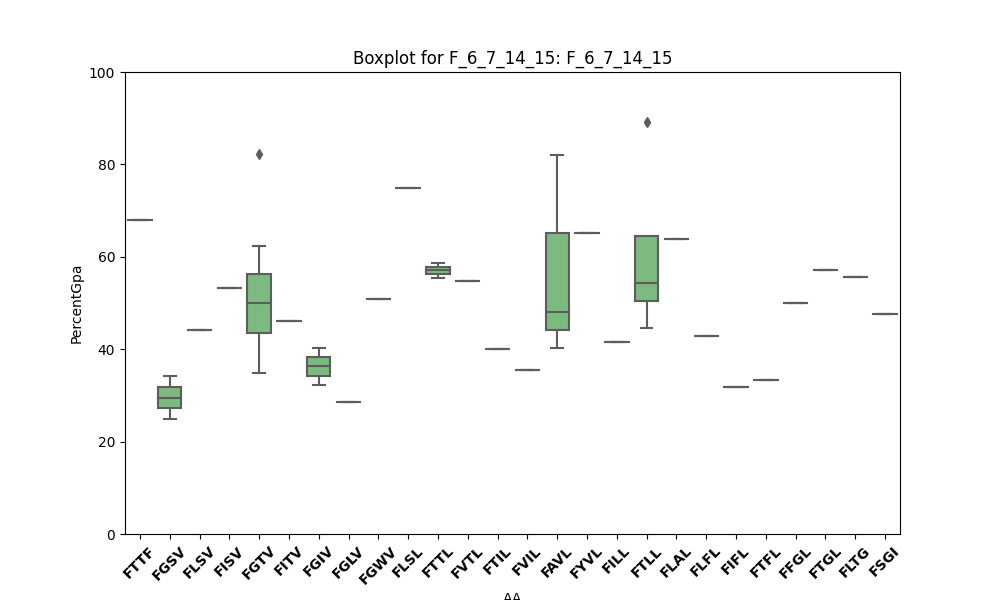 Boxplot for F_6_7_14_15: F_6_7_14_15
PercentGpa
100
80
60
40
20
0
FTTF FGSV FLSV FISV FGTV FITV FGIV FGLV FGWV FLSL FTTL FVTL FTIL FVIL FAVL FYVL FILL FTLL FLAL FLFL FIFL FTFL FFGL FTGL FLTG FSGI
AA